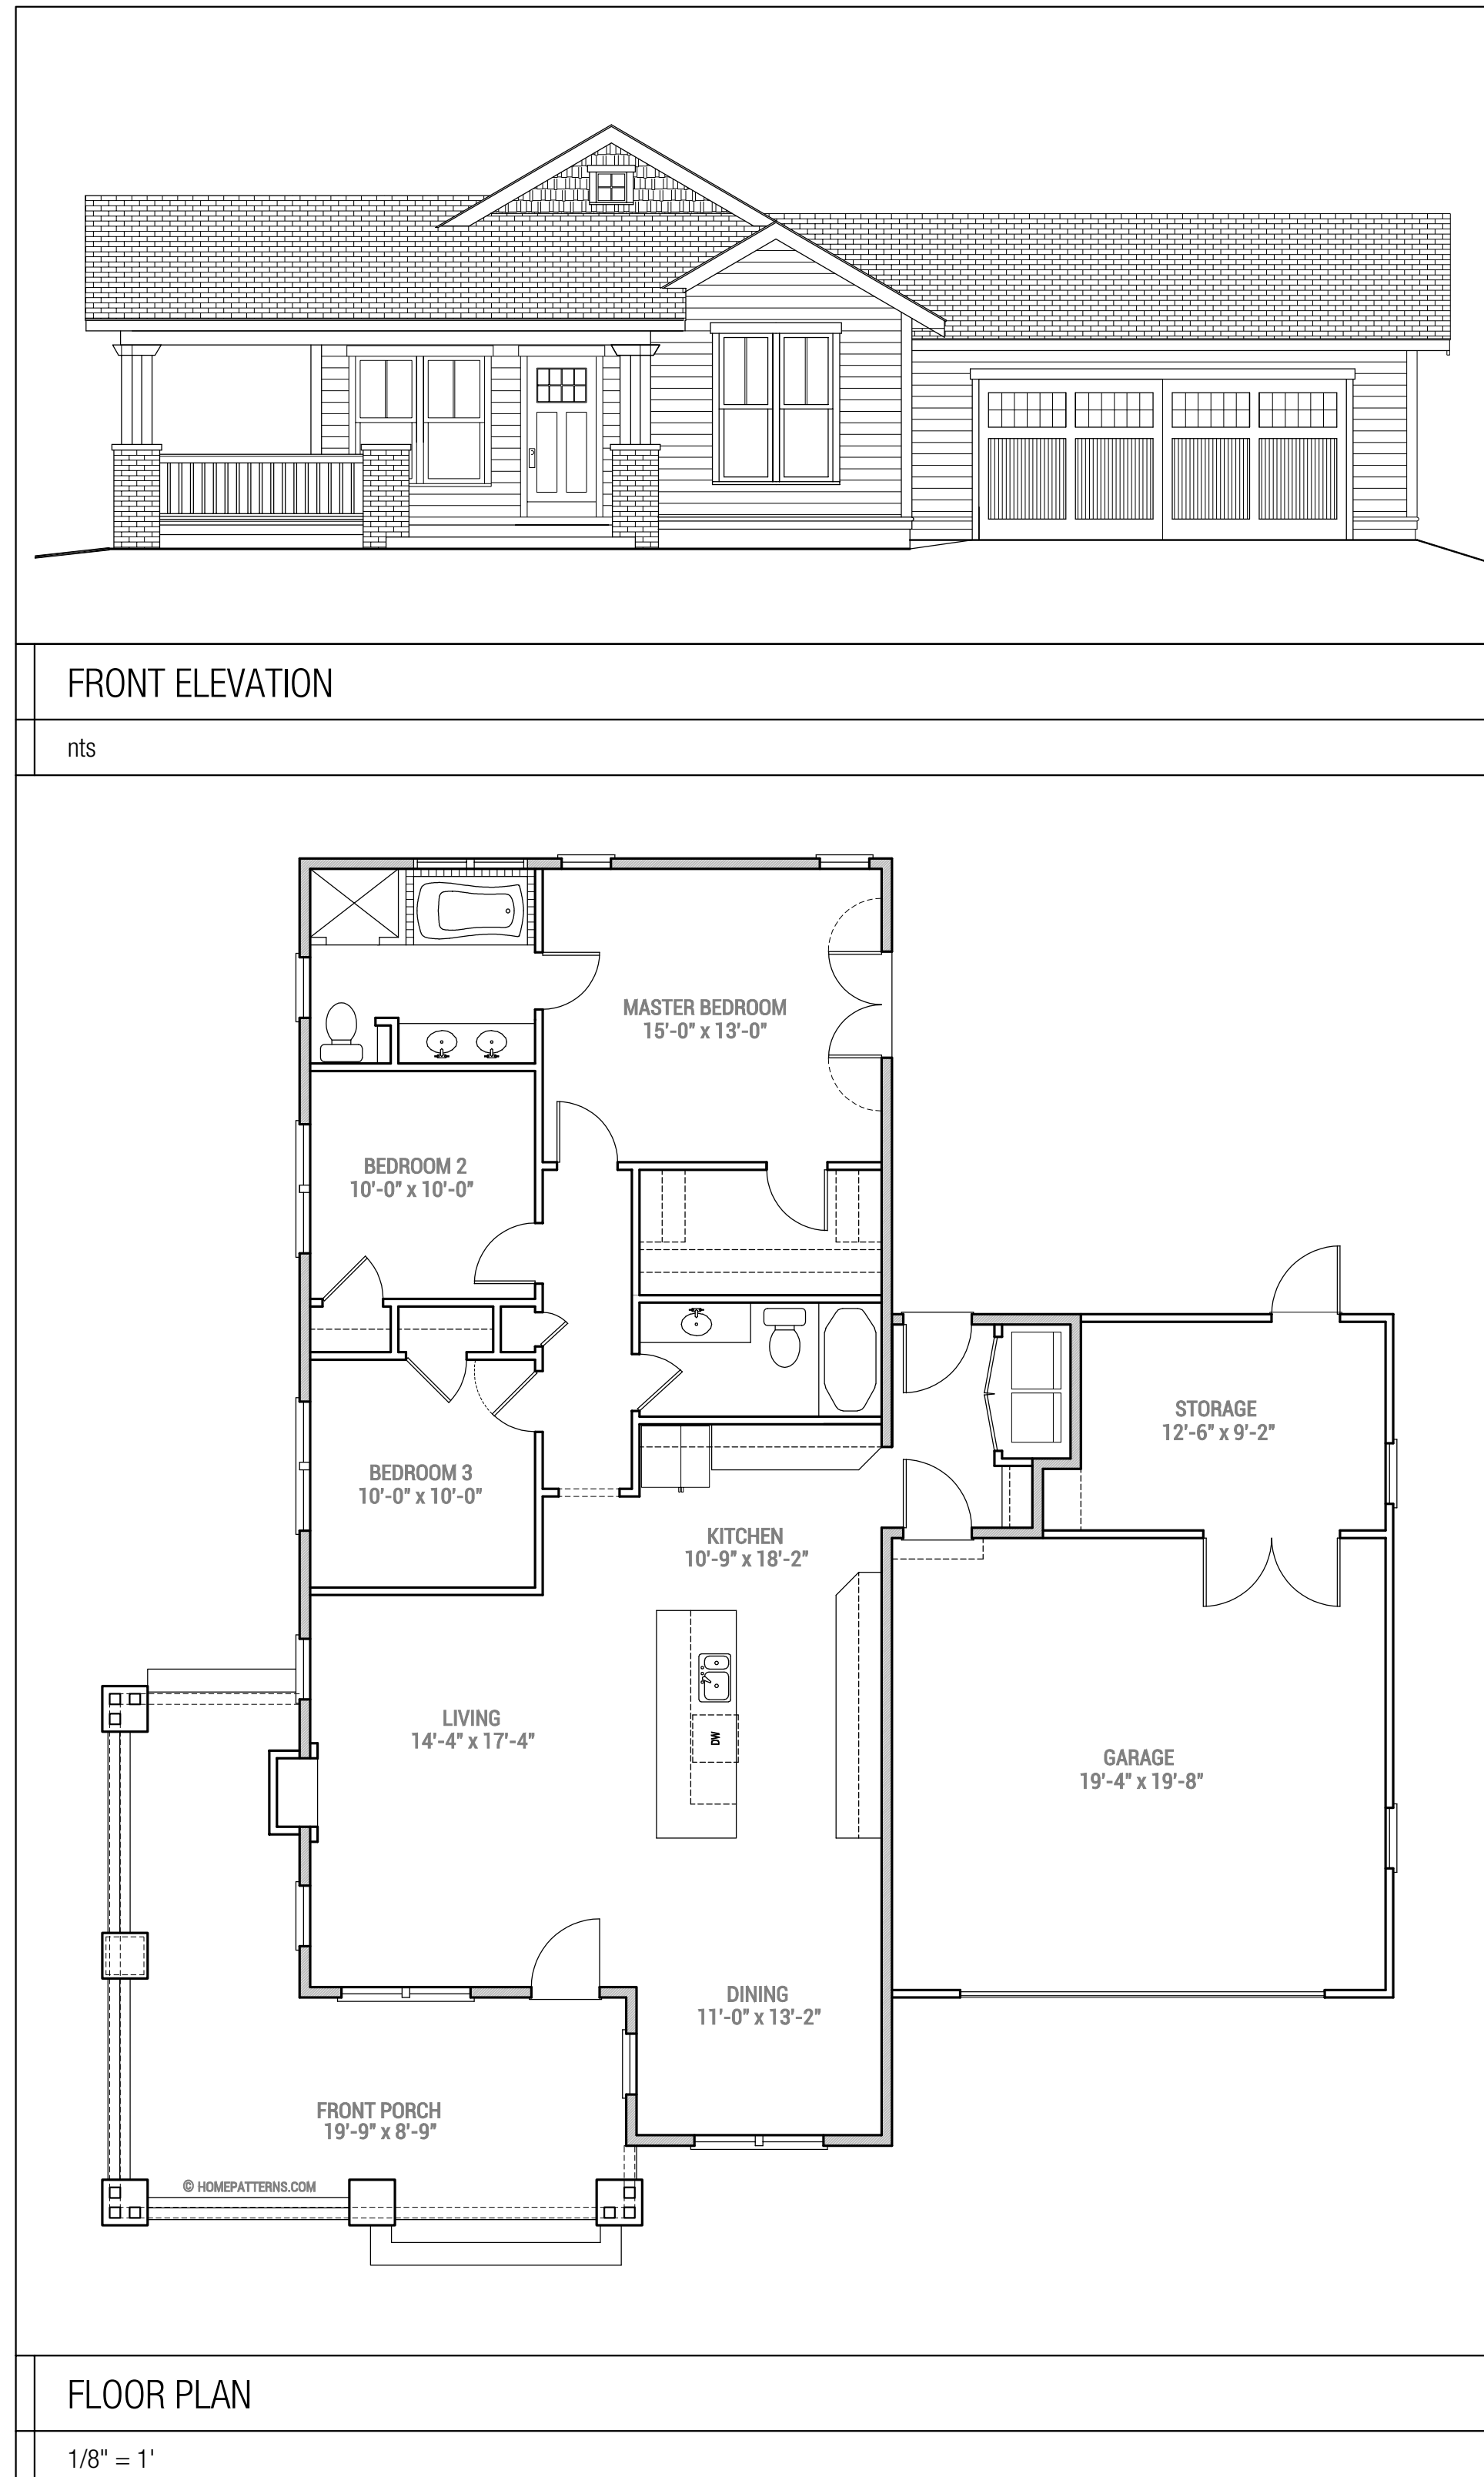 FRONT ELEVATION
nts
MASTER BEDROOM
15'-0" x 13'-0"
BEDROOM 2
10'-0" x 10'-0"
STORAGE
12'-6" x 9'-2"
BEDROOM 3
10'-0" x 10'-0"
KITCHEN
10'-9" x 18'-2"
LIVING
14'-4" x 17'-4"
DW
GARAGE
19'-4" x 19'-8"
DINING
11'-0" x 13'-2"
FRONT PORCH
19'-9" x 8'-9"
© HOMEPATTERNS.COM
FLOOR PLAN
1/8" = 1'